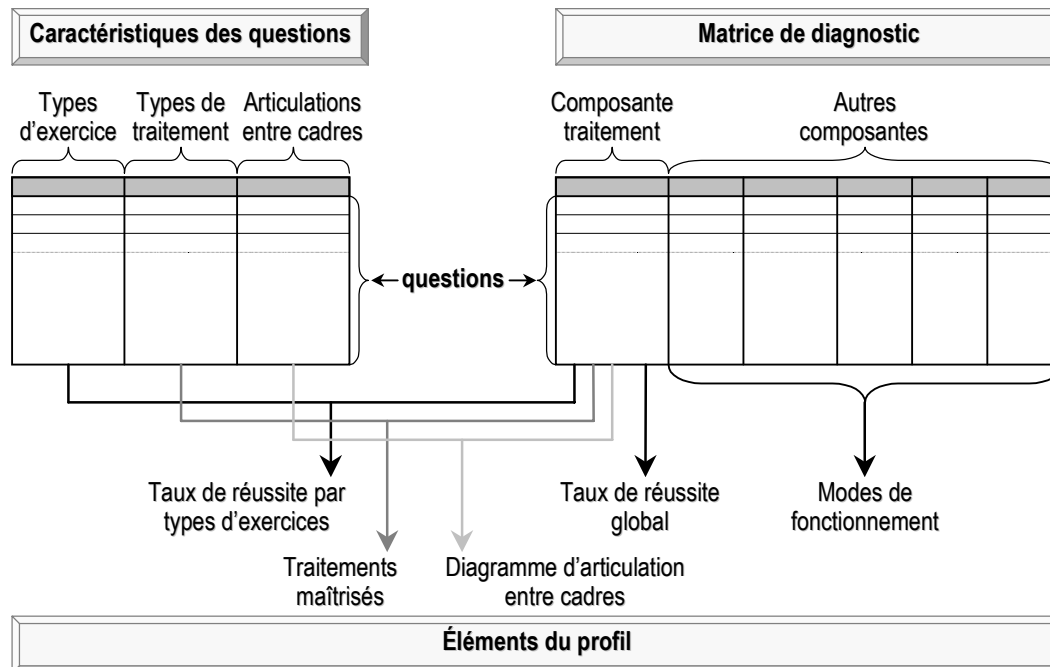 Caractéristiques des questions
Matrice de diagnostic
Types
d’exercice
Types de
traitement
Articulations
entre cadres
Composante
traitement
Autres
composantes
questions
Taux de réussite par
types d’exercices
Taux de réussite
global
Modes de
fonctionnement
Traitements
maîtrisés
Diagramme d’articulation
entre cadres
Éléments du profil